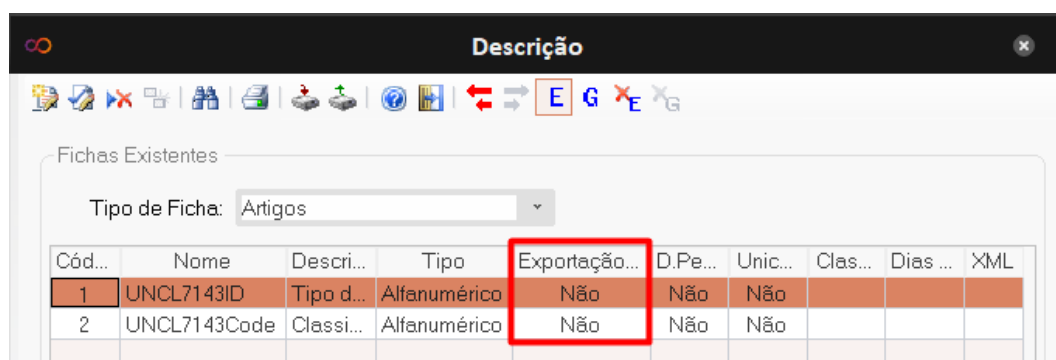 Descrição
E G E G
Fichas Existentes
Tipo de Ficha: Artigos
Cód... Nome Descri... Tipo Exportação... D.Pe... Unic... Clas... Dias ... XML
1 UNCL7143ID Tipo d... Alfanumérico Não Não Não
2 UNCL7143Code Classi... Alfanumérico Não Não Não